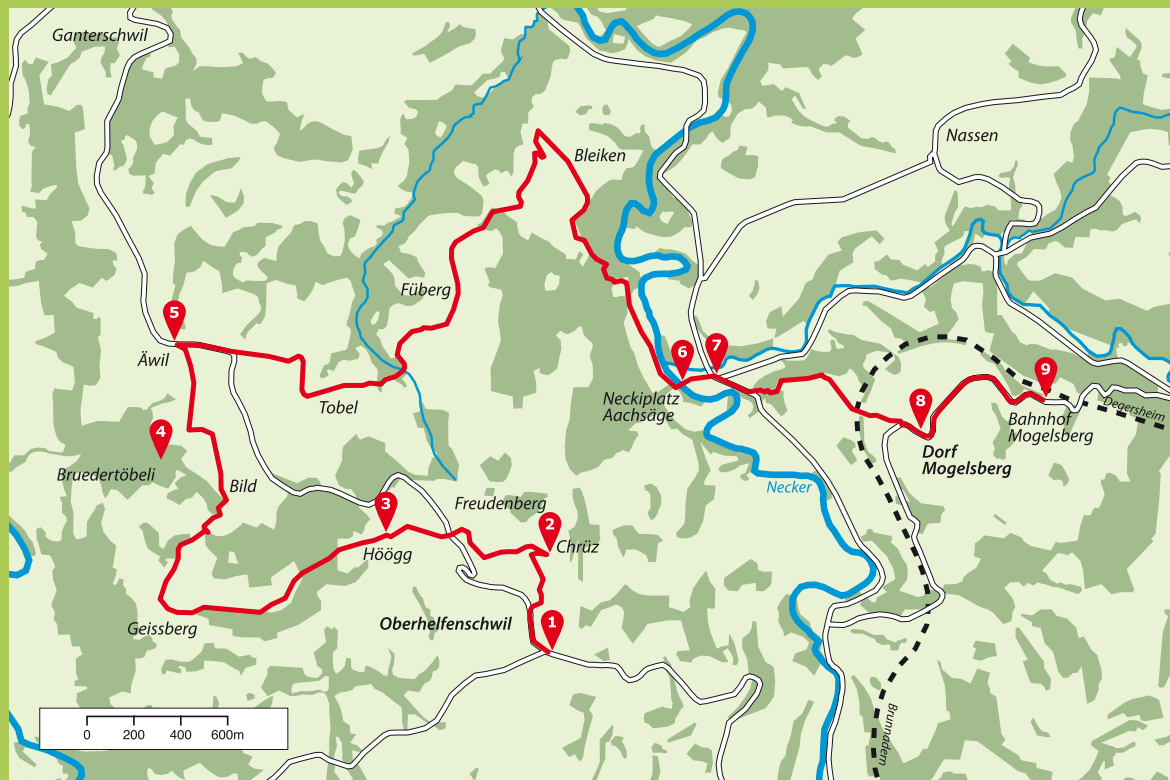 Ganterschwil
Nassen
Bleiken
Füberg
5
Äwil
6
7
9
Tobel
Neckiplatz
Aachsäge
8
Bahnhof
Mogelsberg
Degersheim
4
Bruedertöbeli
Dorf
Mogelsberg
Bild
Necker
3
Freudenberg
2
Höögg
Chrüz
Geissberg
Oberhelfenschwil
1
Brunnadern
0 200 400 600m